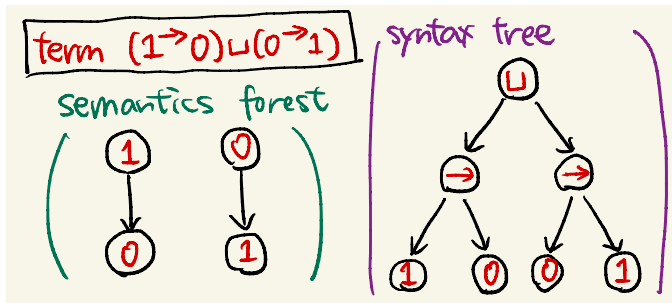 term (1→0)⊔(0→1)
semantics forest
1 0
0 1
syntax tree
⊔
→ →
1 0 0 1